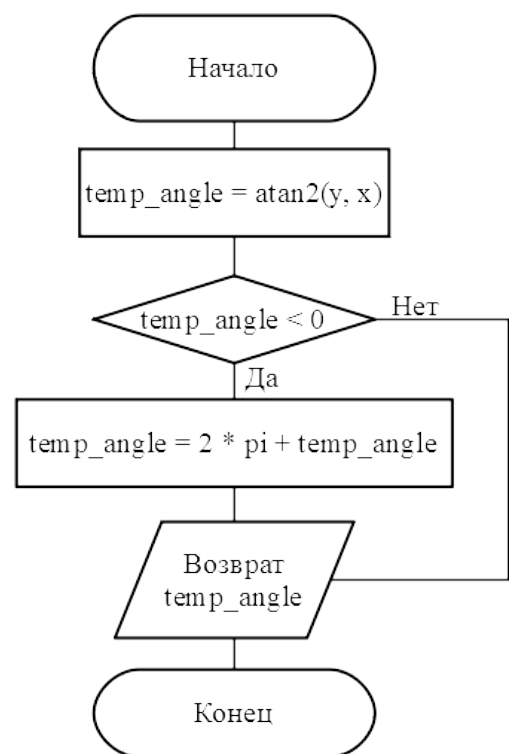 Начало
temp_angle = atan2(y, x)
temp_angle < 0
Нет
Да
temp_angle = 2 * pi + temp_angle
Возврат
temp_angle
Конец